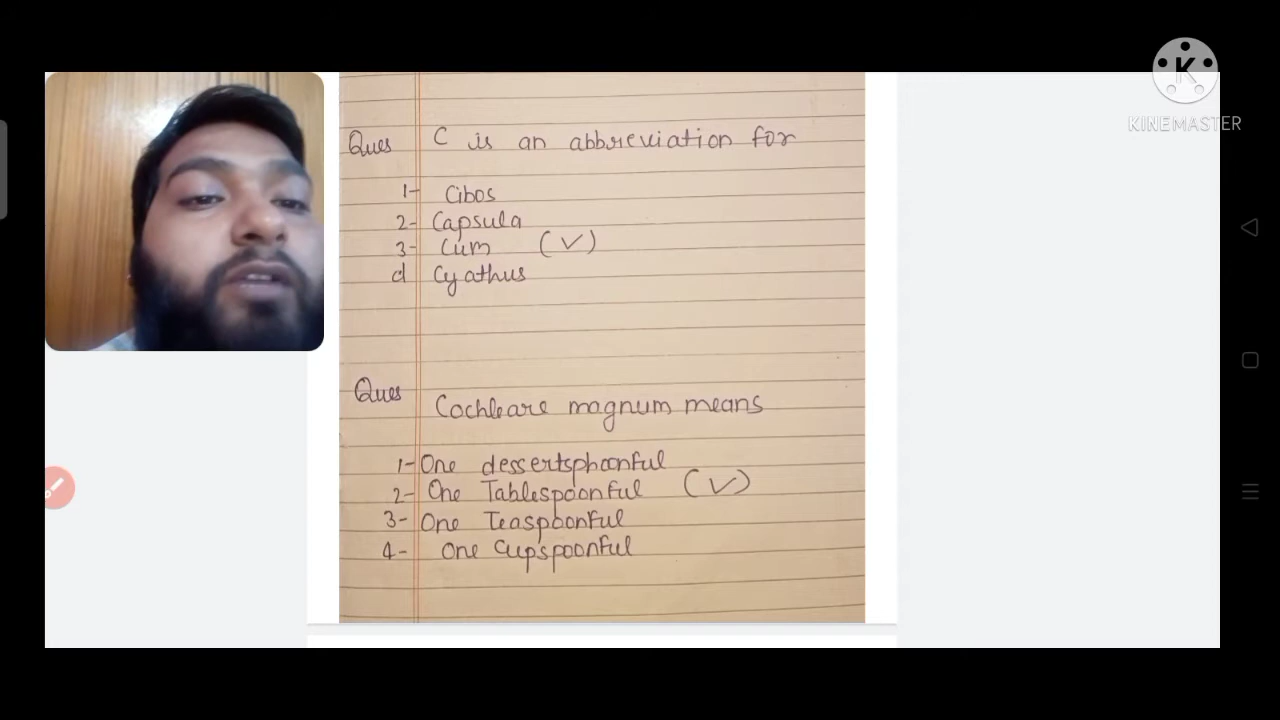 KINEMASTER
Ques C is an abbreviation for
1- Cibos
2- Capsula
3- Cum (✓)
d Cyathus
Ques Cochleare magnum means
1- One dessertsphoonful
2- One Tablespoonful (✓)
3- One Teaspoonful
4- One Cupspoonful